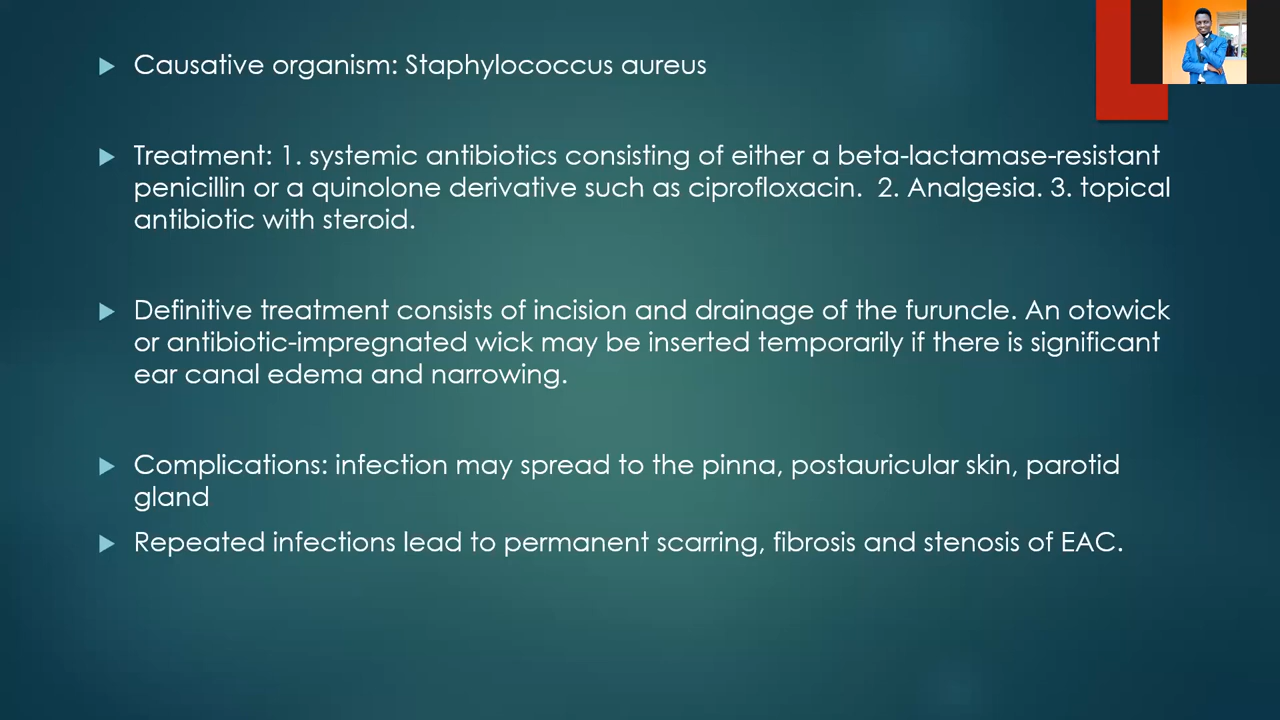 Causative organism: Staphylococcus aureus
Treatment: 1. systemic antibiotics consisting of either a beta-lactamase-resistant
penicillin or a quinolone derivative such as ciprofloxacin.  2. Analgesia. 3. topical
antibiotic with steroid.
Definitive treatment consists of incision and drainage of the furuncle. An otowick
or antibiotic-impregnated wick may be inserted temporarily if there is significant
ear canal edema and narrowing.
Complications: infection may spread to the pinna, postauricular skin, parotid
gland
Repeated infections lead to permanent scarring, fibrosis and stenosis of EAC.